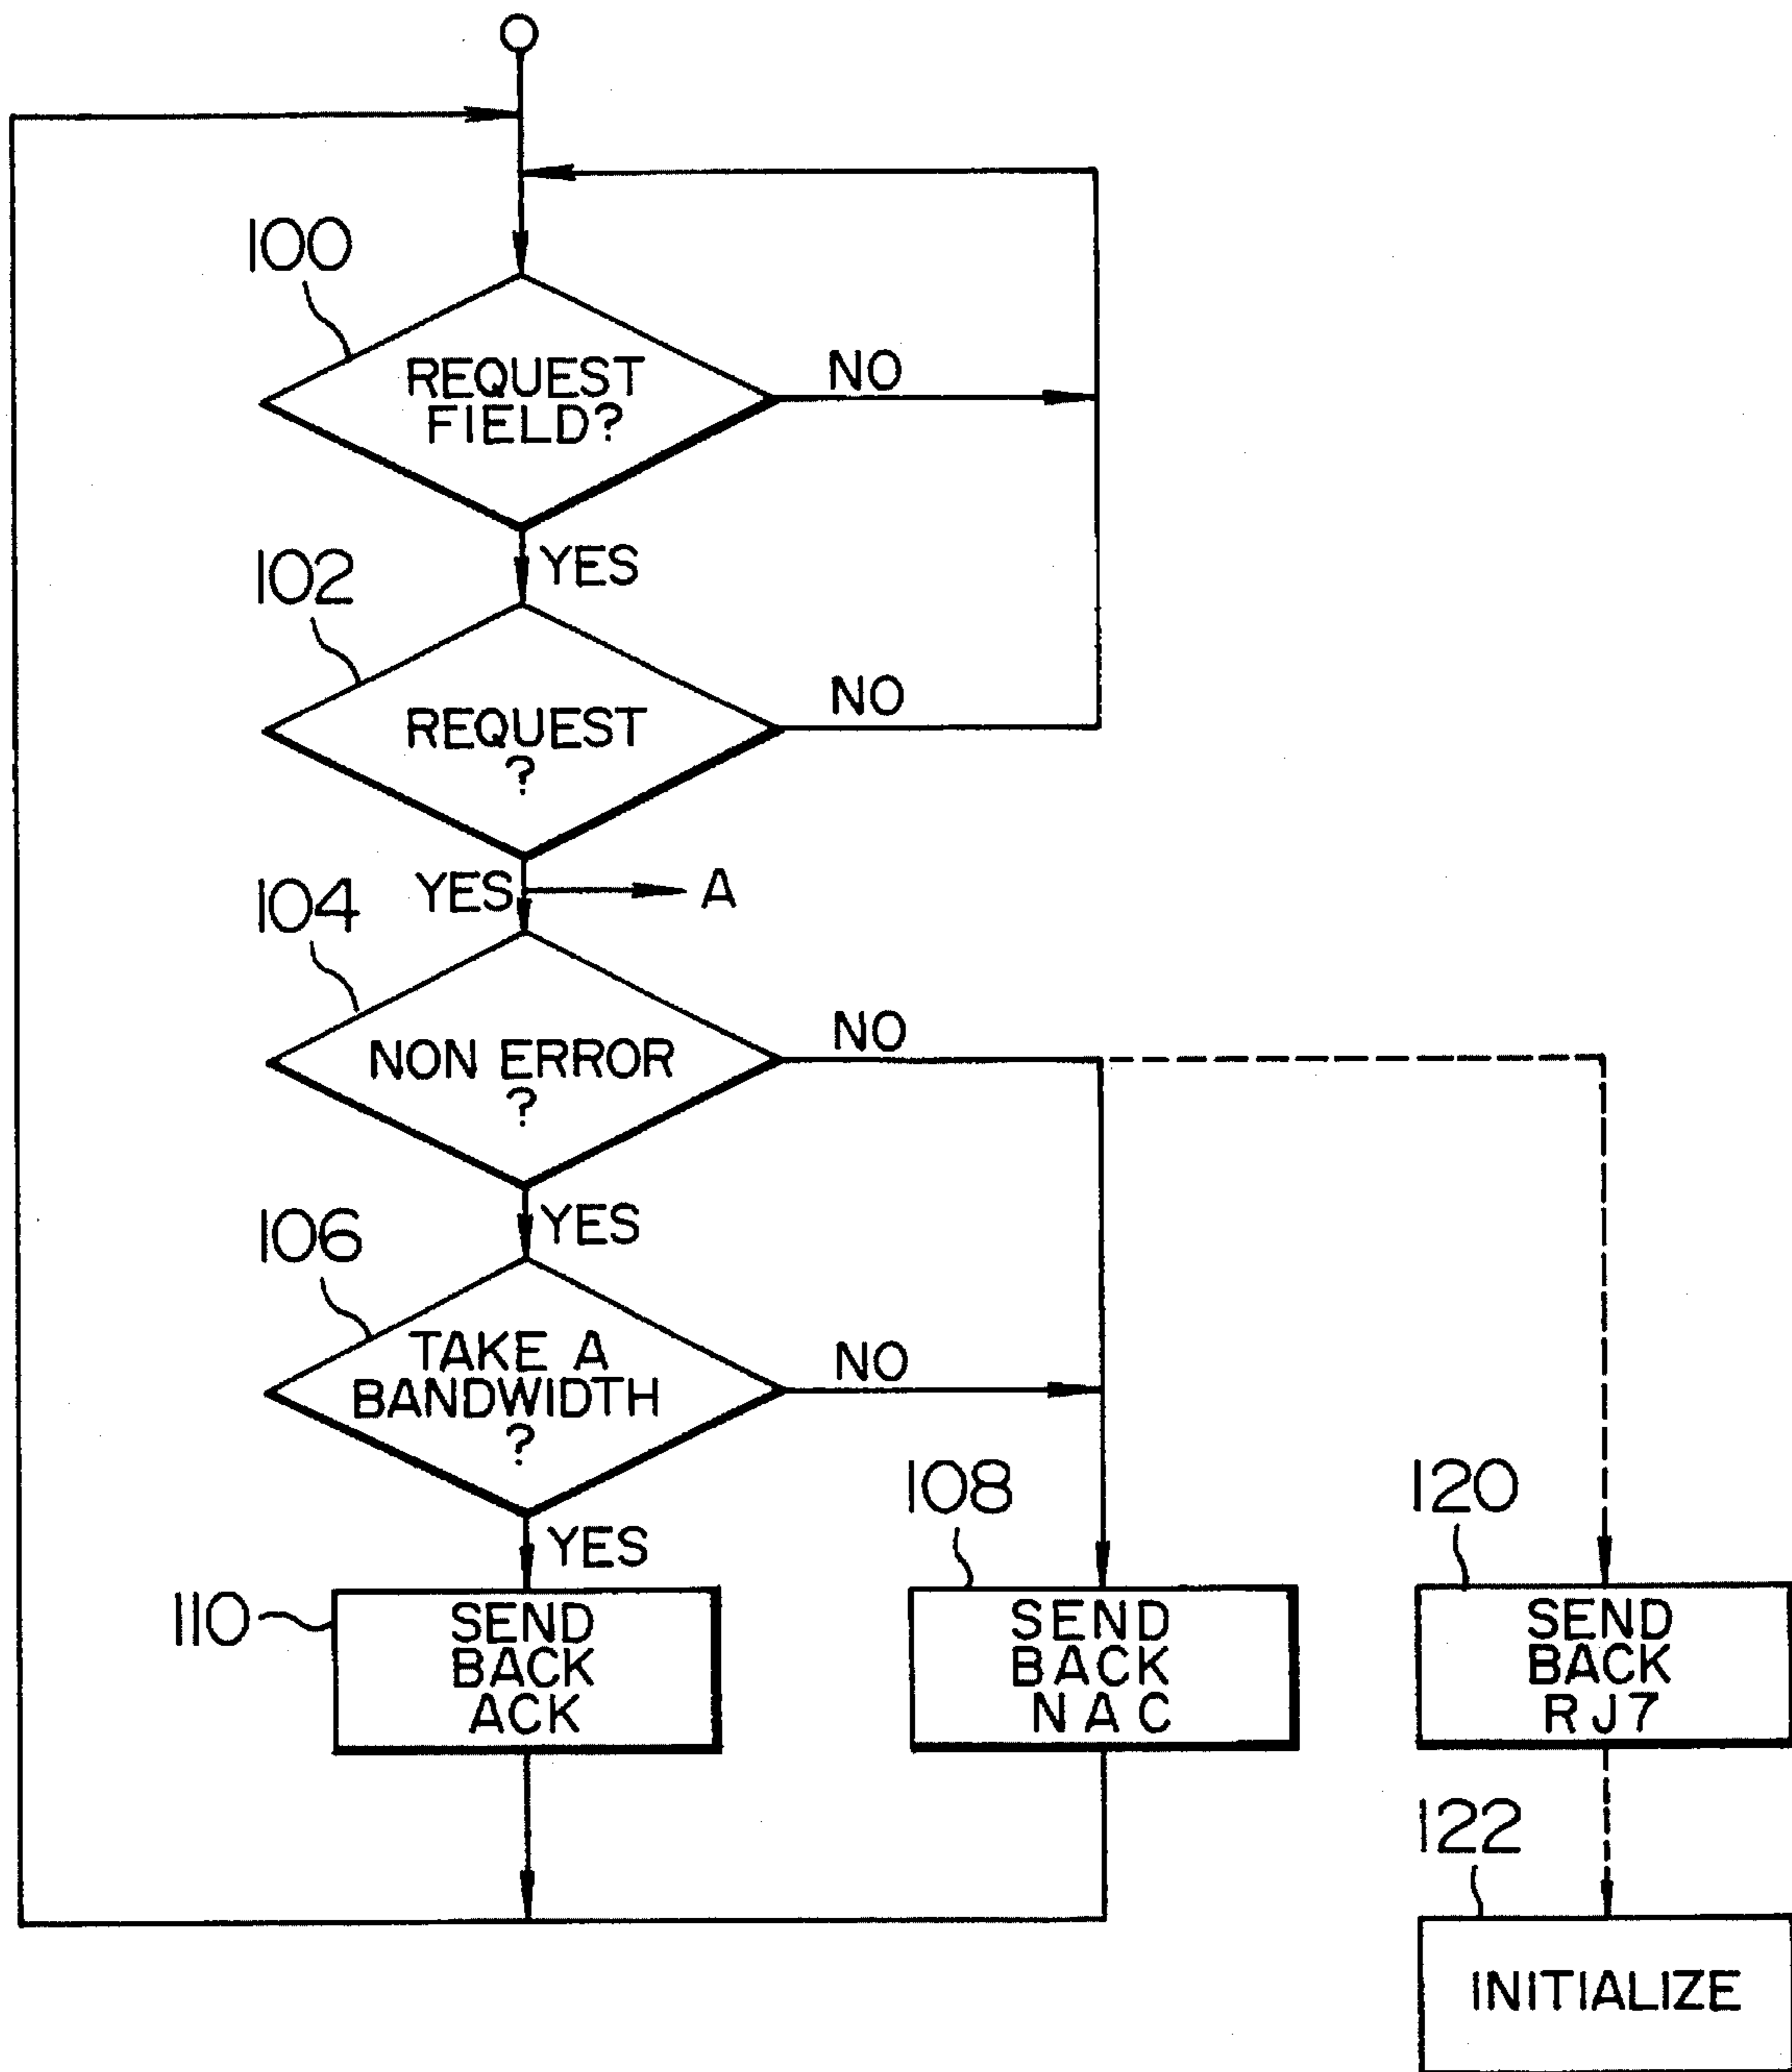 100
REQUEST
FIELD?
NO
YES
102
REQUEST
?
NO
YES
A
104
NON ERROR
?
NO
YES
106
TAKE A
BANDWIDTH
?
NO
YES
110
SEND
BACK
ACK
108
SEND
BACK
NAC
120
SEND
BACK
RJ7
122
INITIALIZE